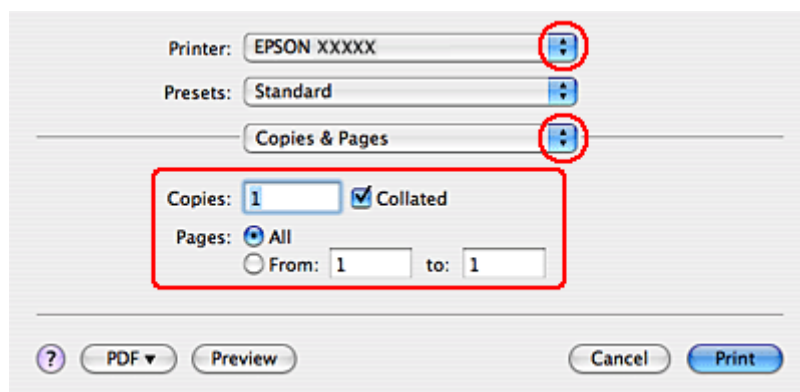 Printer: EPSON XXXXX
Presets: Standard
Copies & Pages
Copies: 1 Collated
Pages: All
From: 1 to: 1
? PDF ▼ Preview Cancel Print